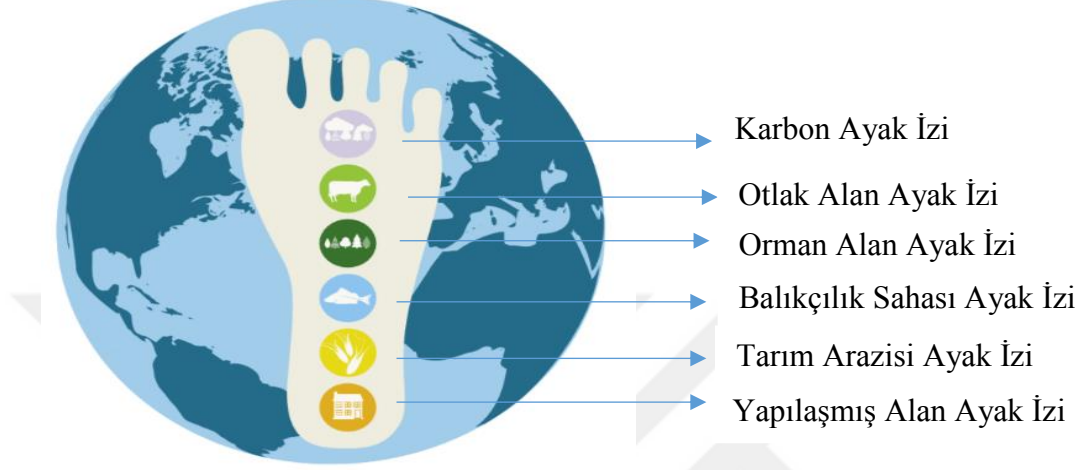 Karbon Ayak İzi
Otlak Alan Ayak İzi
Orman Alan Ayak İzi
Balıkçılık Sahası Ayak İzi
Tarım Arazisi Ayak İzi
Yapılaşmış Alan Ayak İzi